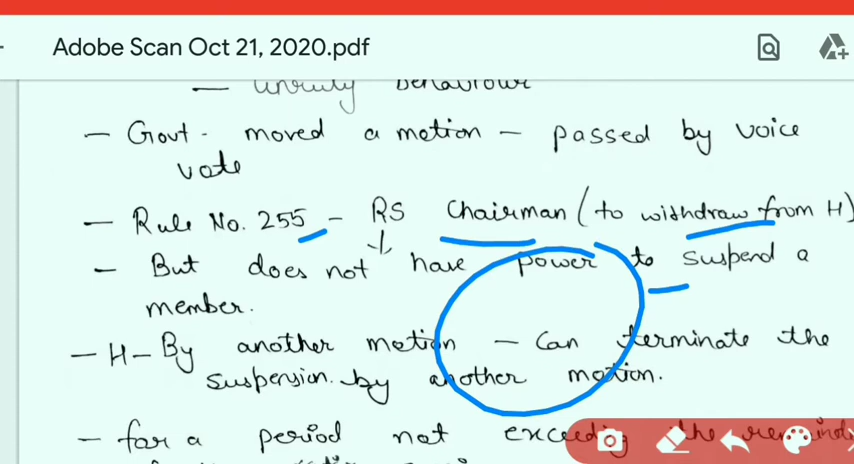 Adobe Scan Oct 21, 2020.pdf
— unruly behaviour
— Govt - moved a motion — passed by voice
vote
— Rule No. 255 - RS Chairman (to withdraw from H)
— But does not have power to suspend a
member.
— H - By another motion — Can terminate the
suspension by another motion.
— for a period not exceeding the remaind